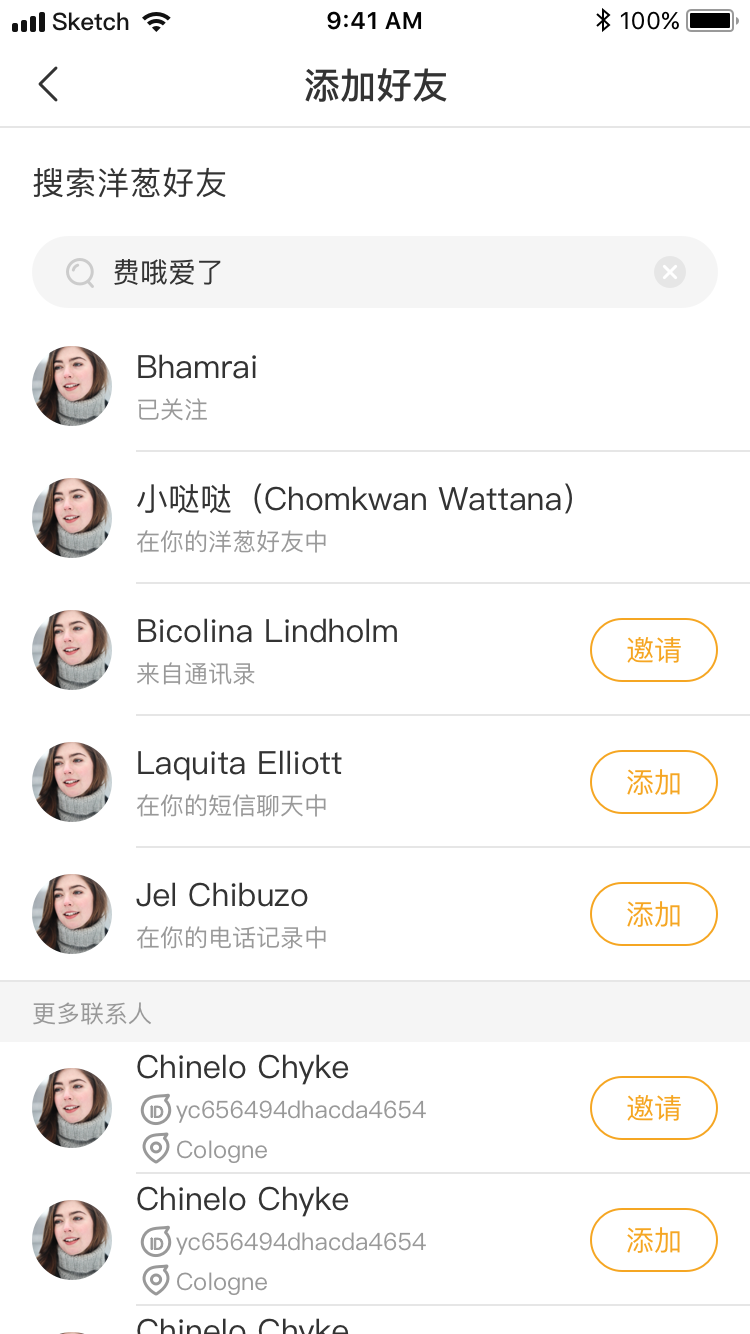 Sketch 9:41 AM 100%
添加好友
搜索洋葱好友
费哦爱了
Bhamrai
已关注
小哒哒（Chomkwan Wattana）
在你的洋葱好友中
Bicolina Lindholm
来自通讯录
邀请
Laquita Elliott
在你的短信聊天中
添加
Jel Chibuzo
在你的电话记录中
添加
更多联系人
Chinelo Chyke
ID yc656494dhacda4654
Cologne
邀请
Chinelo Chyke
ID yc656494dhacda4654
Cologne
添加
Chinelo Chyke